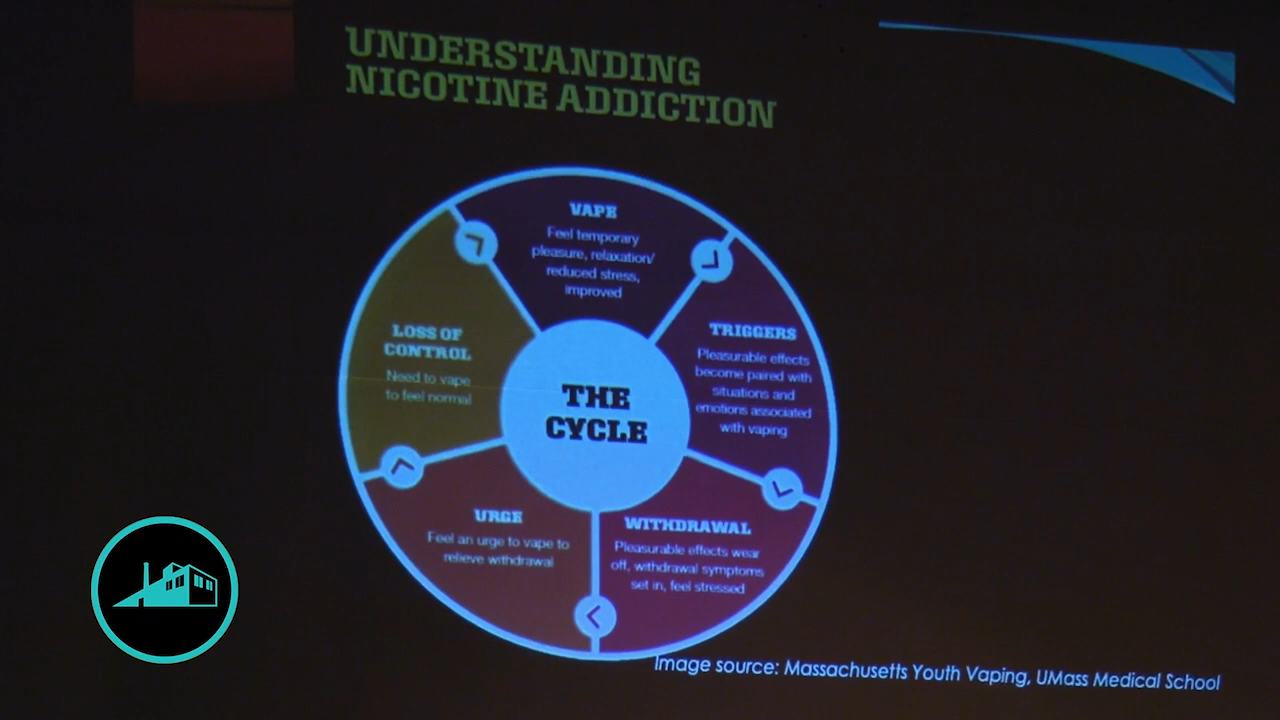 UNDERSTANDING
NICOTINE ADDICTION
VAPE
Feel temporary
pleasure, relaxation/
reduced stress,
improved
TRIGGERS
Pleasurable effects
become paired with
situations and
emotions associated
with vaping
WITHDRAWAL
Pleasurable effects wear
off, withdrawal symptoms
set in, feel stressed
URGE
Feel an urge to vape to
relieve withdrawal
LOSS OF
CONTROL
Need to vape
to feel normal
THE
CYCLE
Image source: Massachusetts Youth Vaping, UMass Medical School